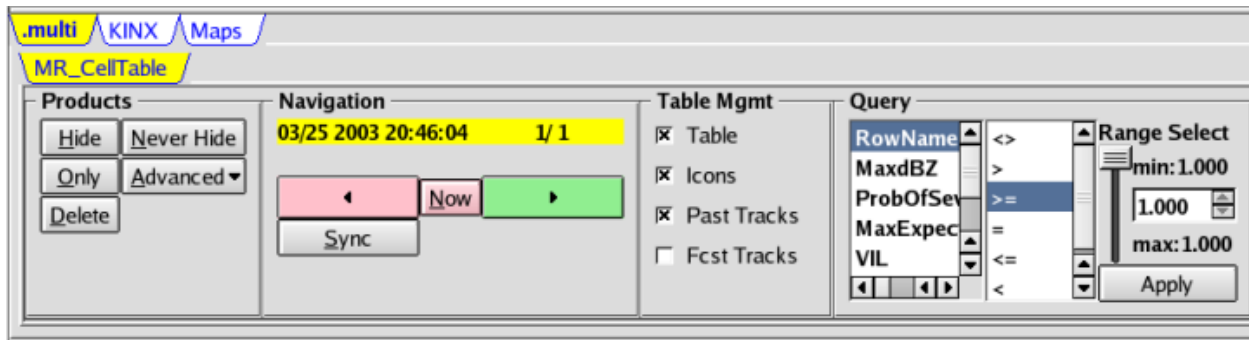 .multi KINX Maps
MR_CellTable
Products
Hide Never Hide
Only Advanced
Delete
Navigation
03/25 2003 20:46:04 1/ 1
Now
Sync
Table Mgmt
Table
Icons
Past Tracks
Fcst Tracks
Query
RowName
MaxdBZ
ProbOfSev
MaxExpec
VIL
<>
>
>=
=
<=
<
Range Select
min:1.000
1.000
max:1.000
Apply